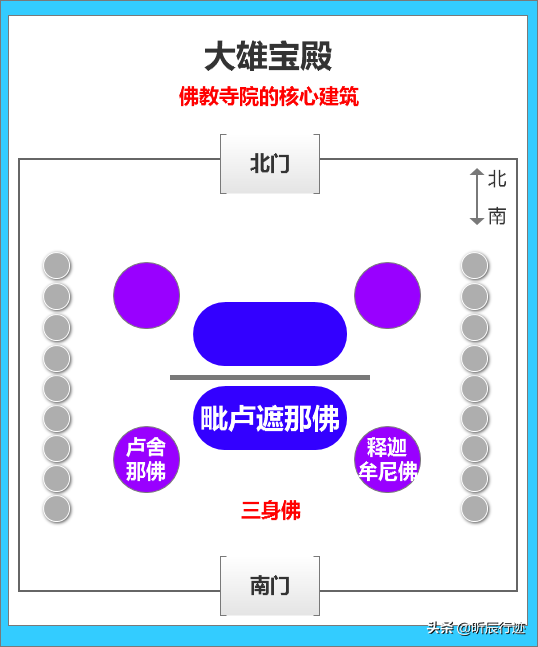 大雄宝殿
佛教寺院的核心建筑
北门
北
南
毗卢遮那佛
卢舍
那佛
释迦
牟尼佛
三身佛
南门
头条 @昕辰行迹